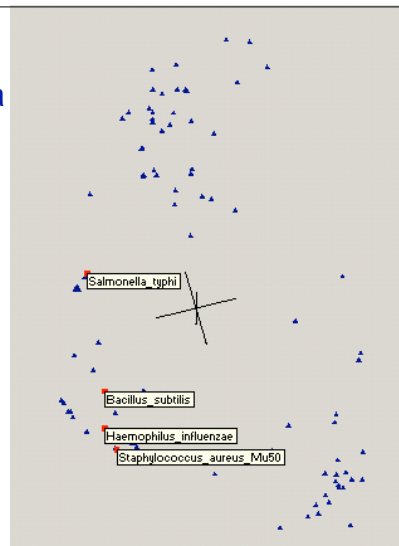 Salmonella_typhi
Bacillus_subtilis
Haemophilus_influenzae
Staphylococcus_aureus_Mu50